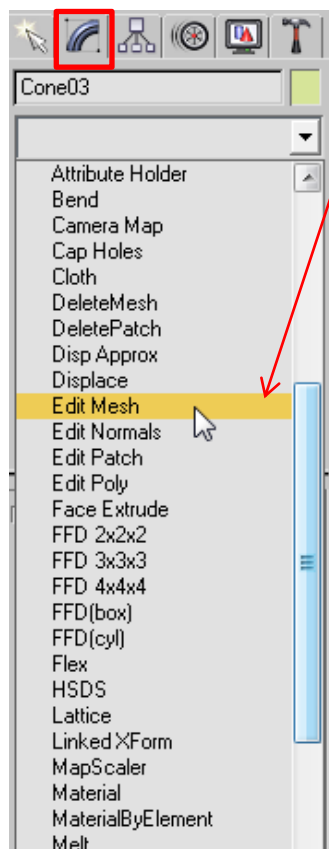 Cone03
Attribute Holder
Bend
Camera Map
Cap Holes
Cloth
DeleteMesh
DeletePatch
Disp Approx
Displace
Edit Mesh
Edit Normals
Edit Patch
Edit Poly
Face Extrude
FFD 2x2x2
FFD 3x3x3
FFD 4x4x4
FFD(box)
FFD(cyl)
Flex
HSDS
Lattice
Linked XForm
MapScaler
Material
MaterialByElement
Melt